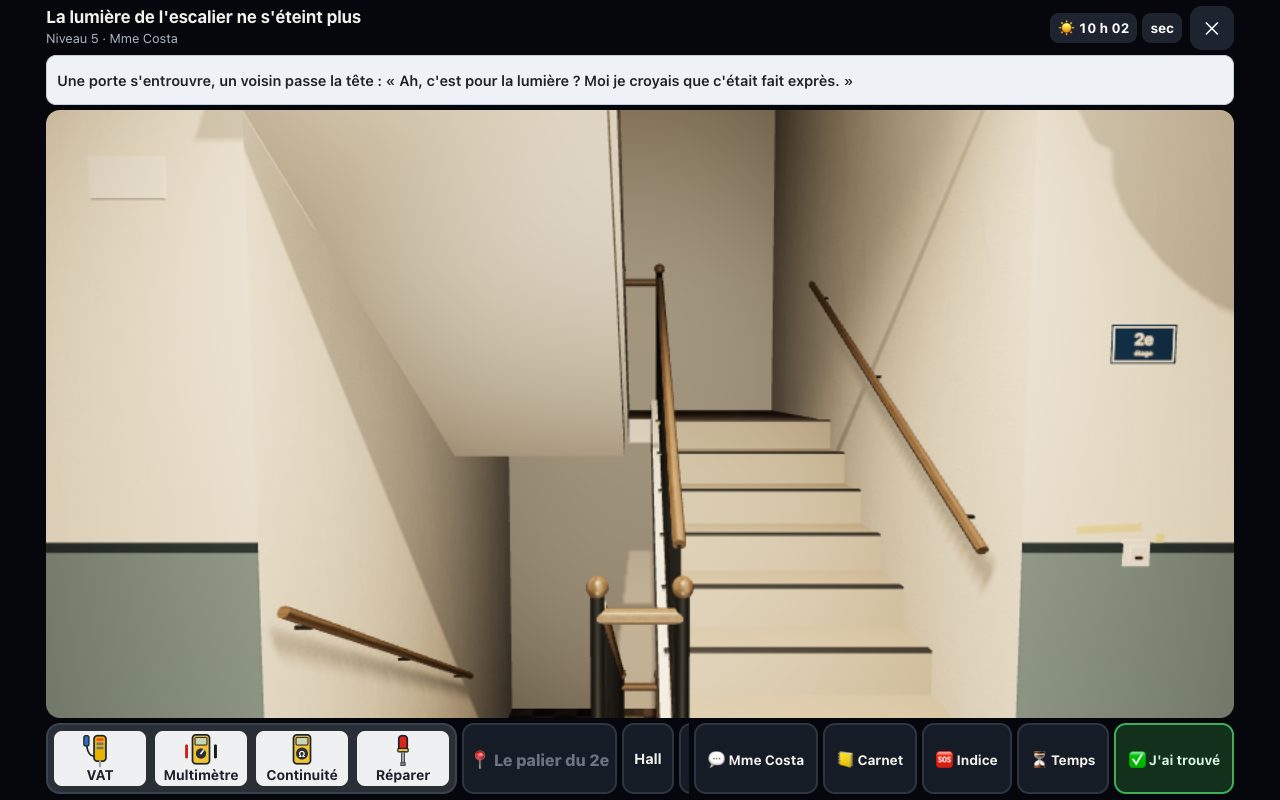 La lumière de l'escalier ne s'éteint plus
Niveau 5 · Mme Costa
10 h 02
sec
Une porte s'entrouvre, un voisin passe la tête : « Ah, c'est pour la lumière ? Moi je croyais que c'était fait exprès. »
2e
étage
VAT
Multimètre
Continuité
Réparer
Le palier du 2e
Hall
Mme Costa
Carnet
SOS
Indice
Temps
J'ai trouvé